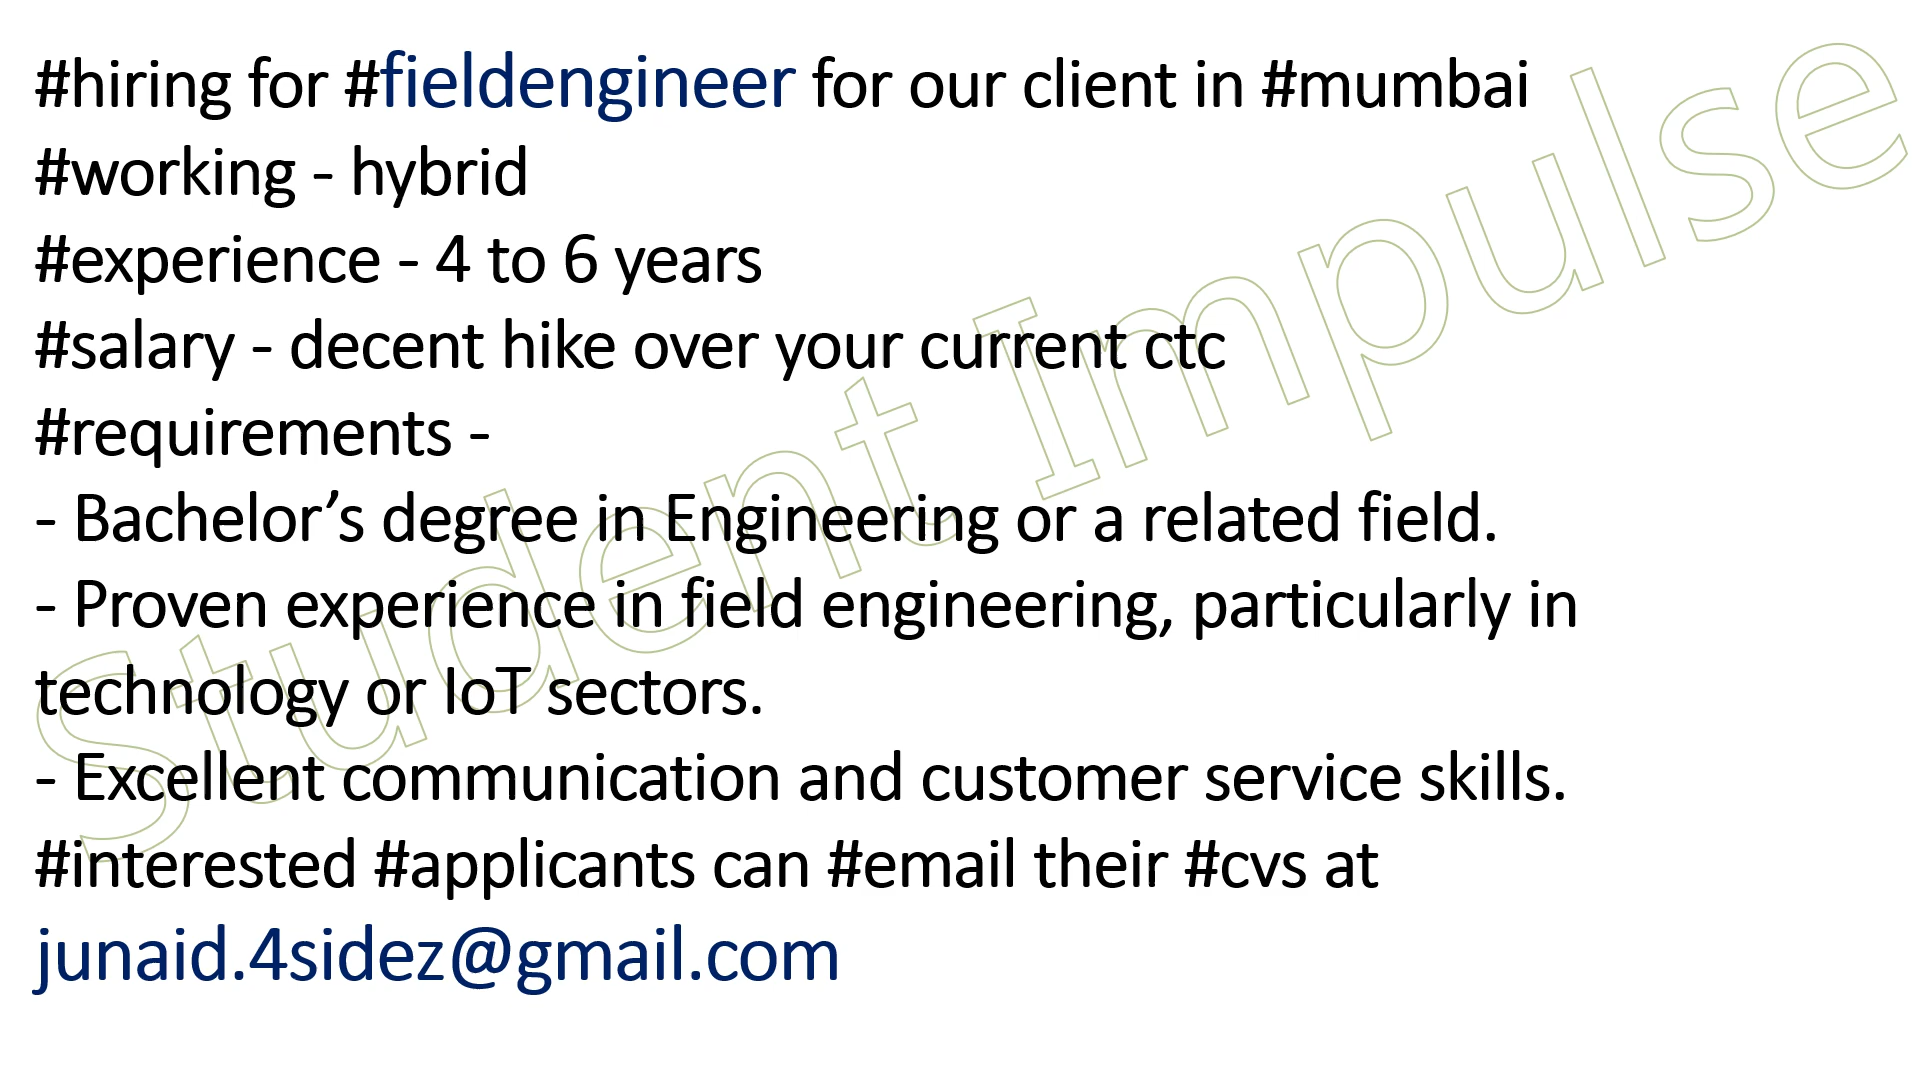 #hiring for #fieldengineer for our client in #mumbai
#working - hybrid
#experience - 4 to 6 years
#salary - decent hike over your current ctc
#requirements -
- Bachelor’s degree in Engineering or a related field.
- Proven experience in field engineering, particularly in
technology or IoT sectors.
- Excellent communication and customer service skills.
#interested #applicants can #email their #cvs at
junaid.4sidez@gmail.com
Student Impulse